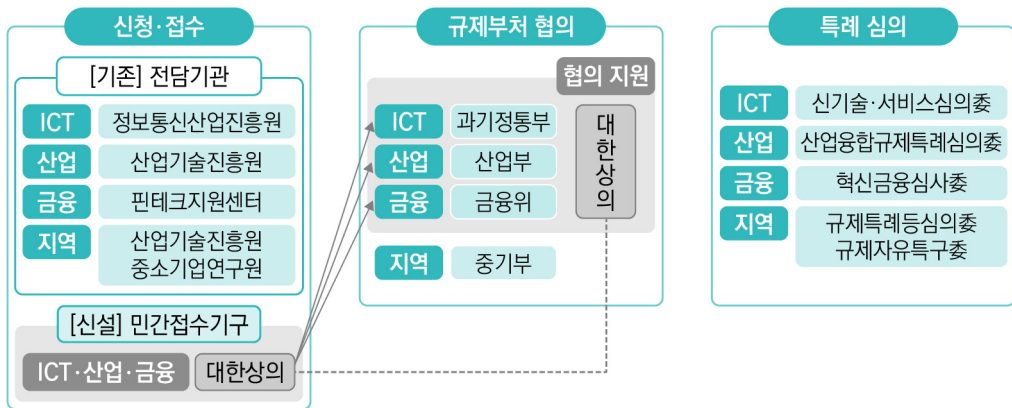 신청·접수
[기존] 전담기관
ICT 정보통신산업진흥원
산업 산업기술진흥원
금융 핀테크지원센터
지역 산업기술진흥원
중소기업연구원
[신설] 민간접수기구
ICT·산업·금융 대한상의
규제부처 협의
협의 지원
ICT 과기정통부
산업 산업부
금융 금융위
대한상의
지역 중기부
특례 심의
ICT 신기술·서비스심의委
산업 산업융합규제특례심의委
금융 혁신금융심사委
지역 규제특례등심의委
규제자유특구委